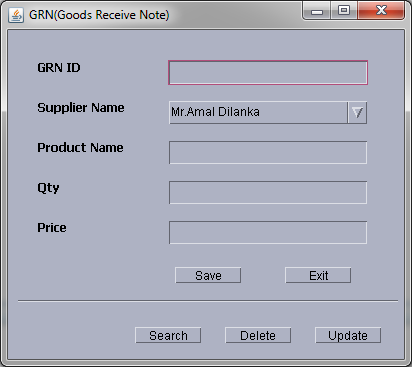 GRN(Goods Receive Note)
GRN ID
Supplier Name Mr.Amal Dilanka
Product Name
Qty
Price
Save Exit
Search Delete Update